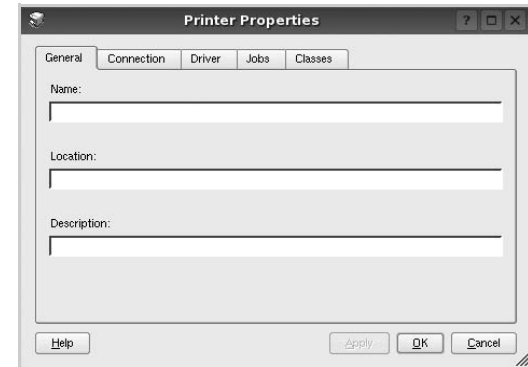 Printer Properties
General Connection Driver Jobs Classes
Name:
Location:
Description:
Help Apply OK Cancel